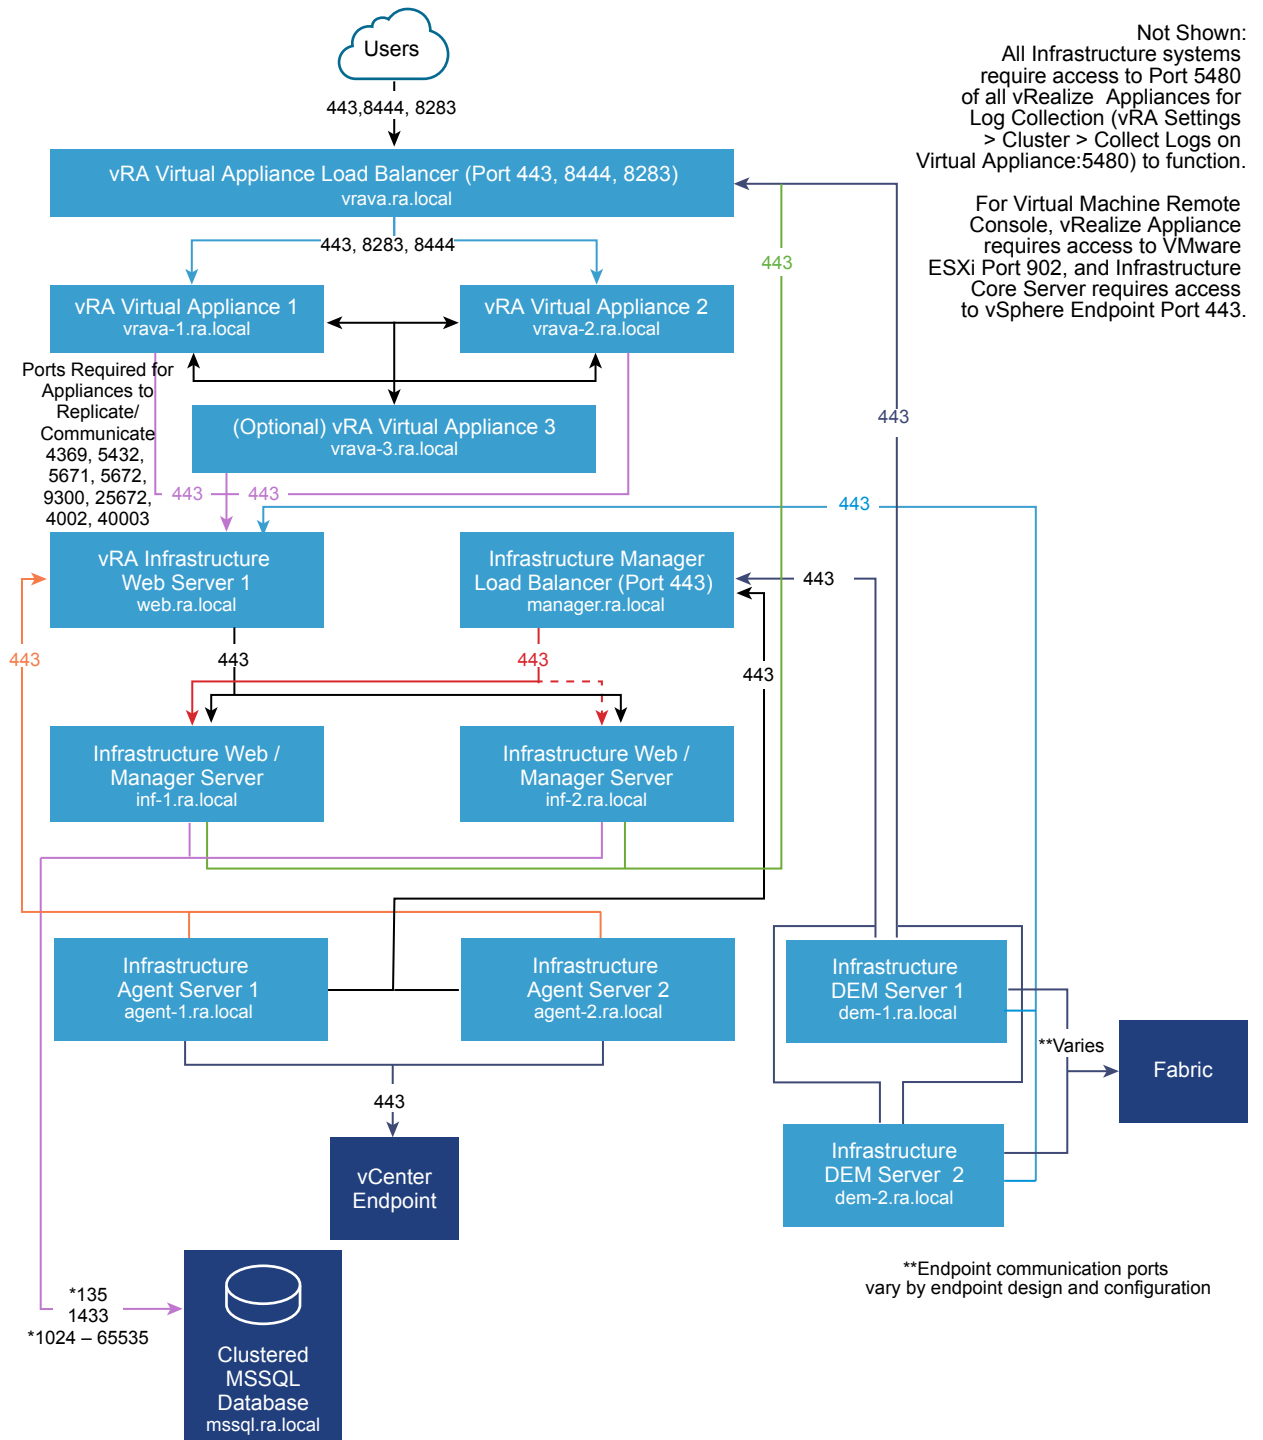 Users
443,8444, 8283
Not Shown:
All Infrastructure systems
require access to Port 5480
of all vRealize  Appliances for
Log Collection (vRA Settings
> Cluster > Collect Logs on
Virtual Appliance:5480) to function.
For Virtual Machine Remote
Console, vRealize Appliance
requires access to VMware
ESXi Port 902, and Infrastructure
Core Server requires access
to vSphere Endpoint Port 443.
vRA Virtual Appliance Load Balancer (Port 443, 8444, 8283)
vrava.ra.local
443, 8283, 8444
443
vRA Virtual Appliance 1
vrava-1.ra.local
vRA Virtual Appliance 2
vrava-2.ra.local
Ports Required for
Appliances to
Replicate/
Communicate
4369, 5432,
5671, 5672,
9300, 25672,
4002, 40003
(Optional) vRA Virtual Appliance 3
vrava-3.ra.local
443
443
443
443
vRA Infrastructure
Web Server 1
web.ra.local
Infrastructure Manager
Load Balancer (Port 443)
manager.ra.local
443
443
443
443
443
Infrastructure Web /
Manager Server
inf-1.ra.local
Infrastructure Web /
Manager Server
inf-2.ra.local
Infrastructure
Agent Server 1
agent-1.ra.local
Infrastructure
Agent Server 2
agent-2.ra.local
Infrastructure
DEM Server 1
dem-1.ra.local
**Varies
Fabric
443
vCenter
Endpoint
Infrastructure
DEM Server  2
dem-2.ra.local
**Endpoint communication ports
vary by endpoint design and configuration
*135
1433
*1024 – 65535
Clustered
MSSQL
Database
mssql.ra.local